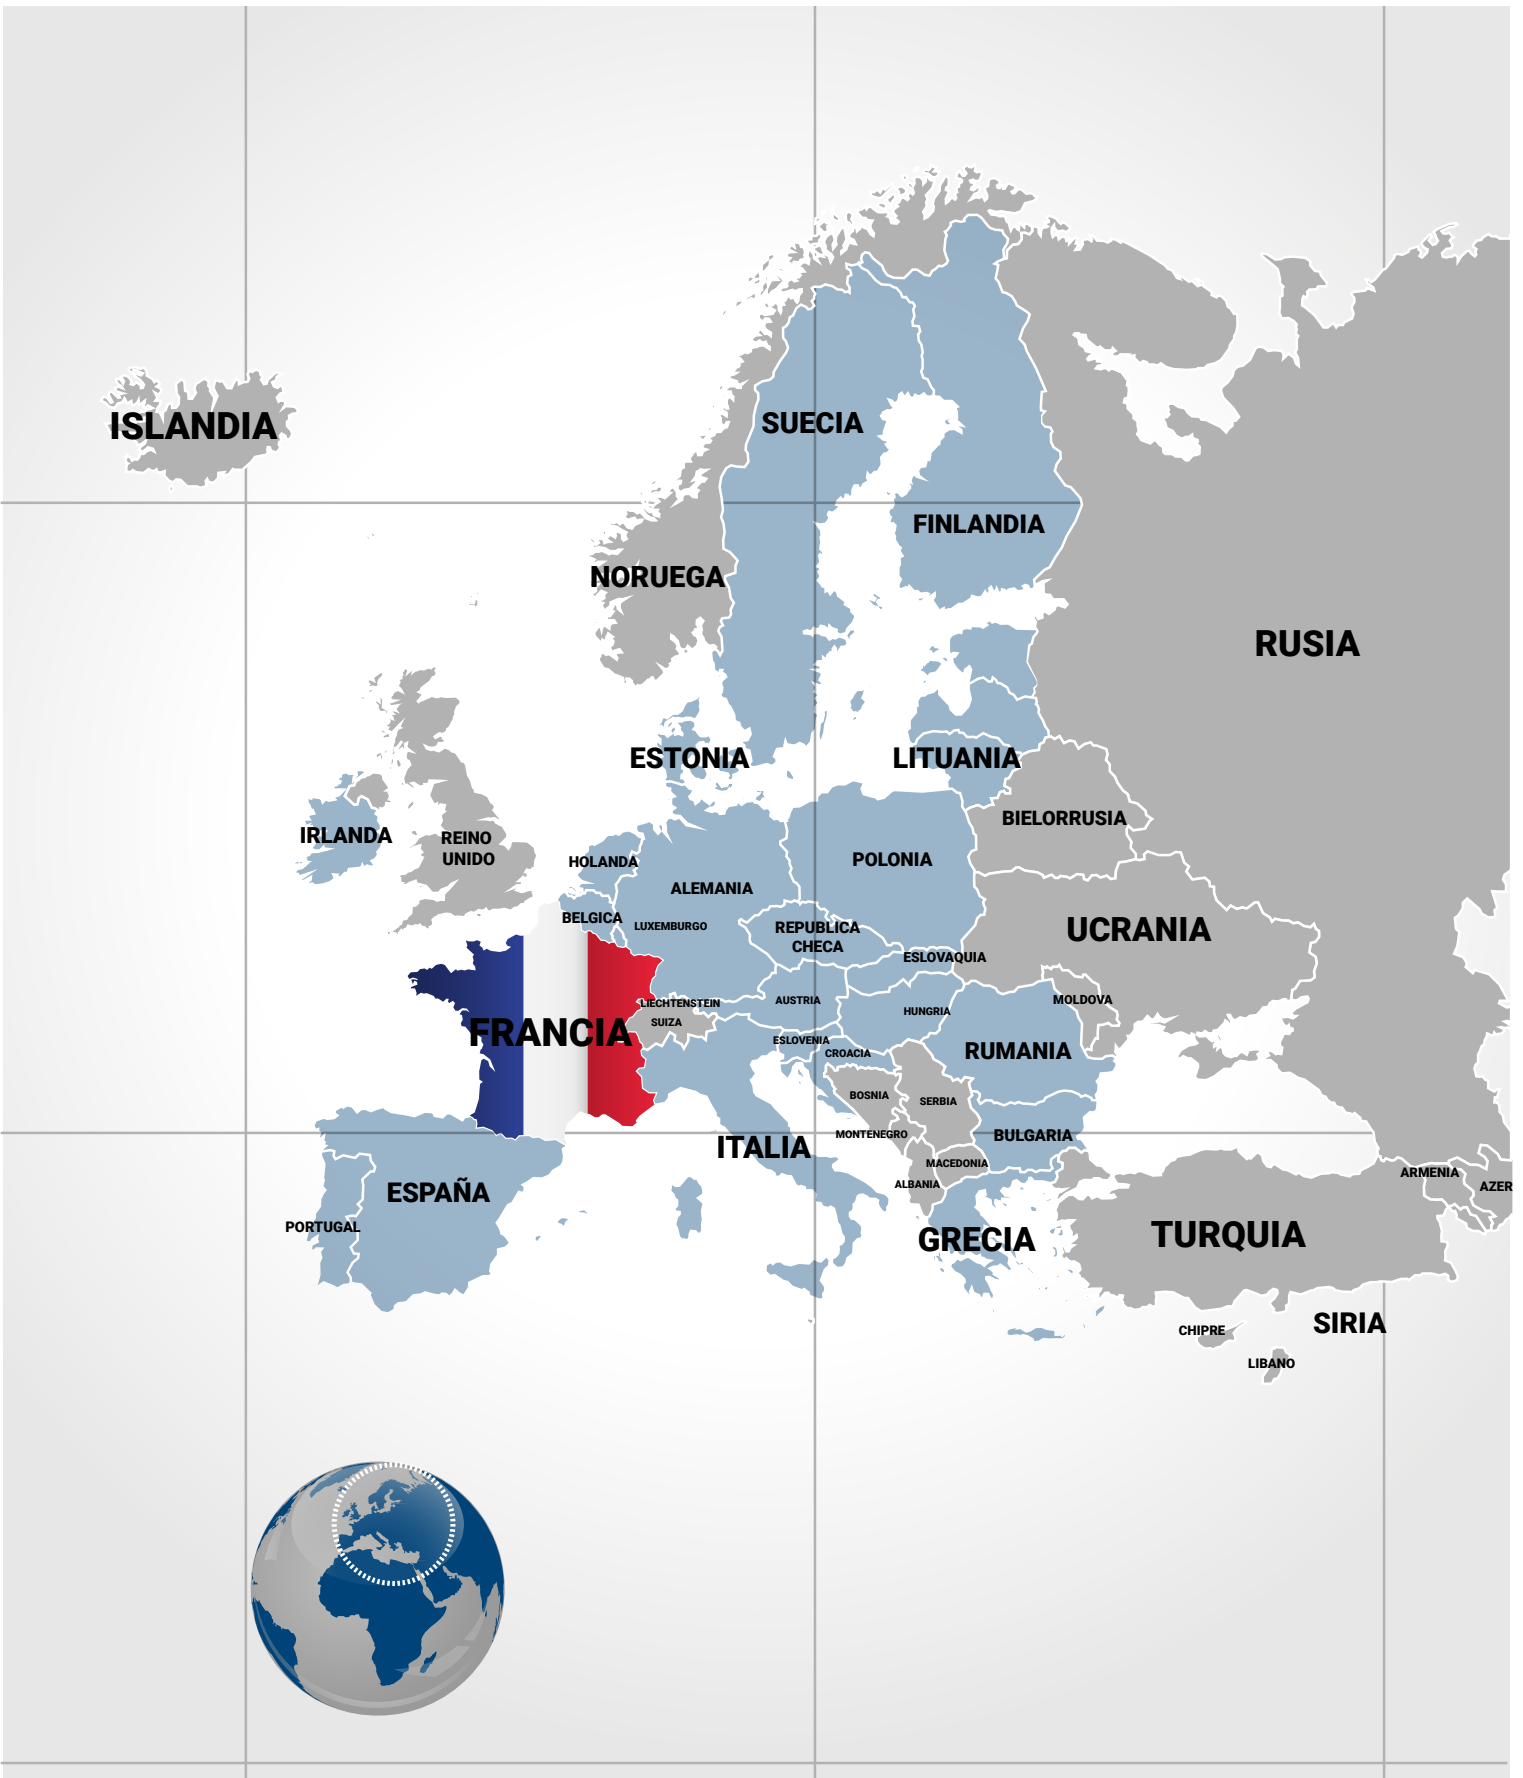 ISLANDIA
SUECIA
FINLANDIA
NORUEGA
RUSIA
ESTONIA
LITUANIA
BIELORRUSIA
IRLANDA
REINO
UNIDO
HOLANDA
POLONIA
ALEMANIA
BELGICA
LUXEMBURGO
REPUBLICA
CHECA
UCRANIA
ESLOVAQUIA
LIECHTENSTEIN
AUSTRIA
MOLDOVA
HUNGRIA
SUIZA
FRANCIA
ESLOVENIA
CROACIA
RUMANIA
BOSNIA
SERBIA
MONTENEGRO
BULGARIA
ITALIA
MACEDONIA
ARMENIA
ALBANIA
AZER
ESPAÑA
PORTUGAL
GRECIA
TURQUIA
CHIPRE
SIRIA
LIBANO